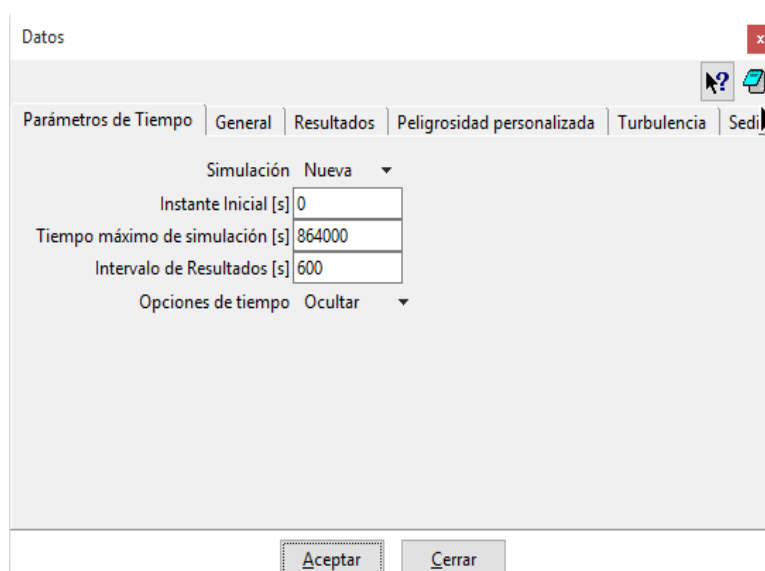 Datos
x
?
Parámetros de Tiempo General Resultados Peligrosidad personalizada Turbulencia Sedi
Simulación Nueva
Instante Inicial [s] 0
Tiempo máximo de simulación [s] 864000
Intervalo de Resultados [s] 600
Opciones de tiempo Ocultar
Aceptar Cerrar